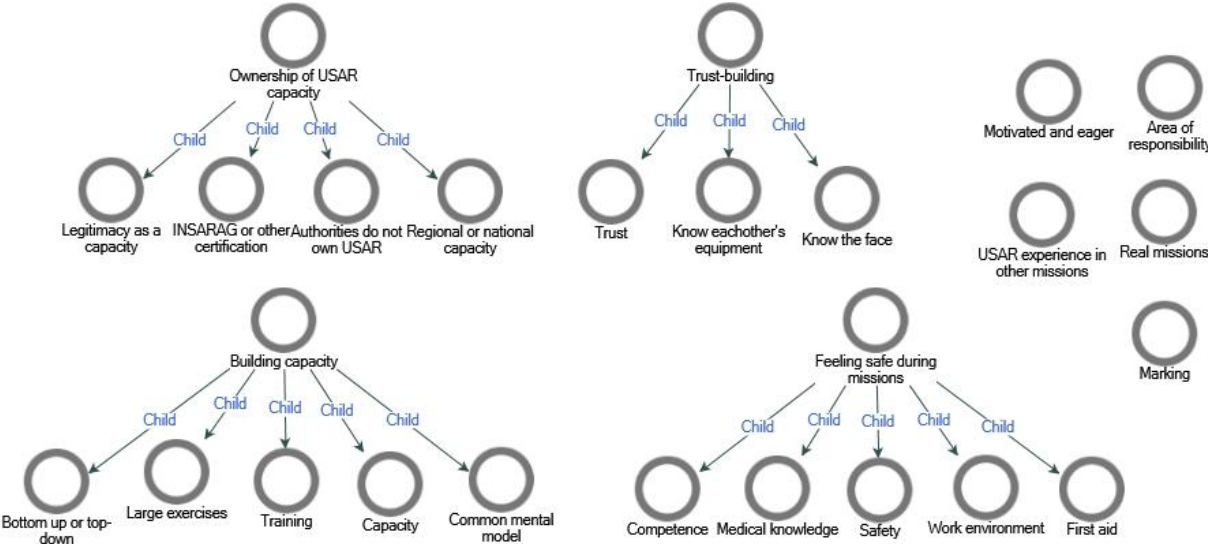 Ownership of USAR
capacity
Child
Child
Child
Child
Legitimacy as a
capacity
INSARAG or other
certification
Authorities do not
own USAR
Regional or national
capacity
Trust-building
Child
Child
Child
Trust
Know eachother's
equipment
Know the face
Motivated and eager
Area of
responsibility
USAR experience in
other missions
Real missions
Marking
Building capacity
Child
Child
Child
Child
Child
Bottom up or top-
down
Large exercises
Training
Capacity
Common mental
model
Feeling safe during
missions
Child
Child
Child
Child
Child
Competence
Medical knowledge
Safety
Work environment
First aid